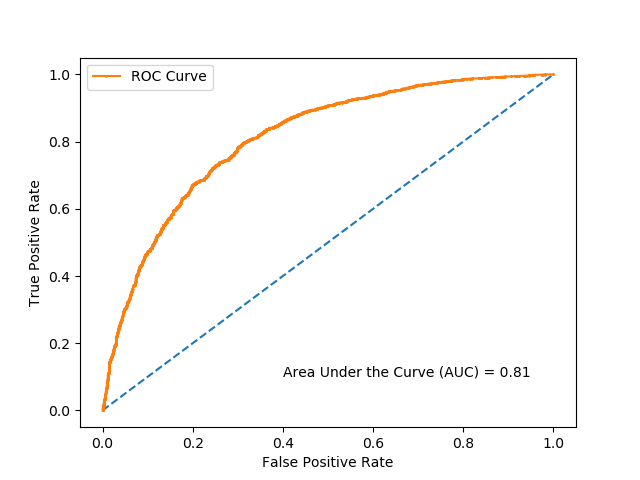 ROC Curve
True Positive Rate
1.0
0.8
0.6
0.4
0.2
0.0
Area Under the Curve (AUC) = 0.81
0.0 0.2 0.4 0.6 0.8 1.0
False Positive Rate